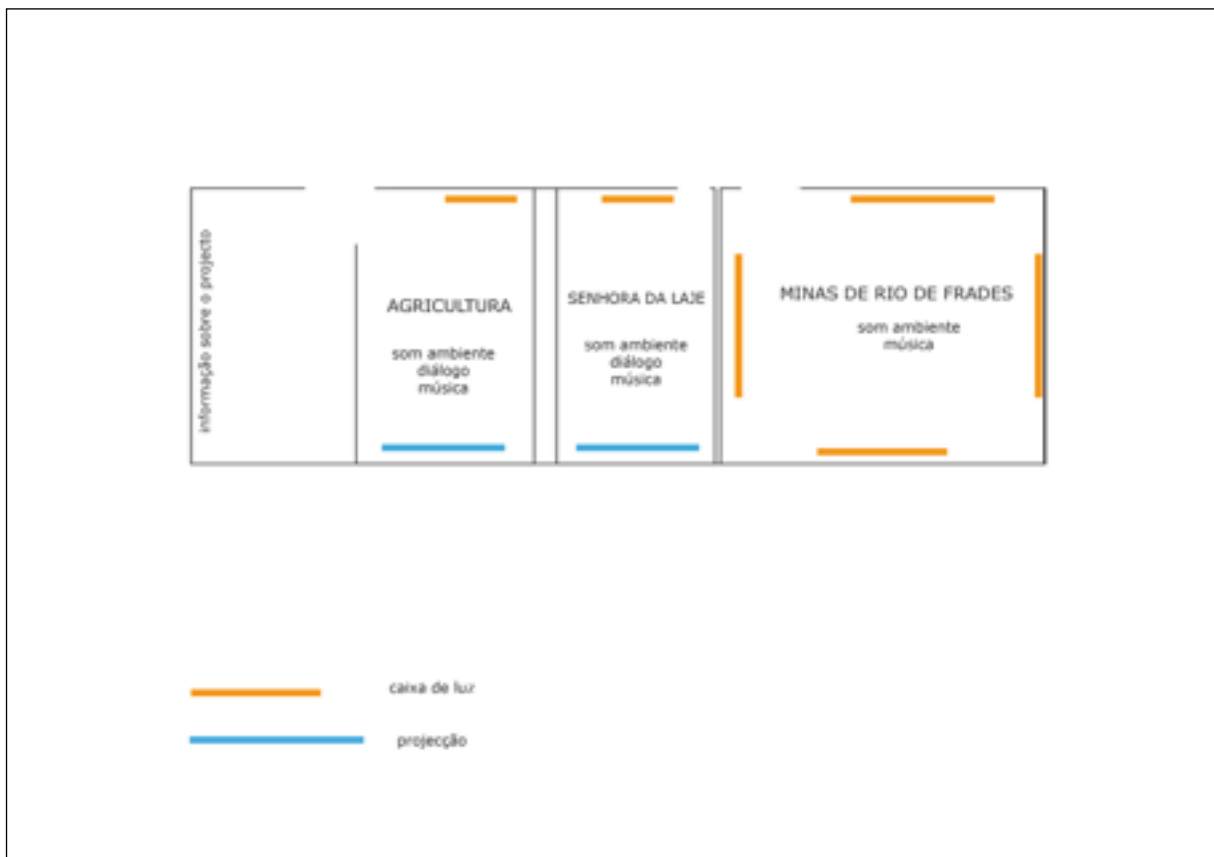 informação sobre o projecto
AGRICULTURA
som ambiente
diálogo
música
SENHORA DA LAJE
som ambiente
diálogo
música
MINAS DE RIO DE FRADES
som ambiente
música
caixa de luz
projecção